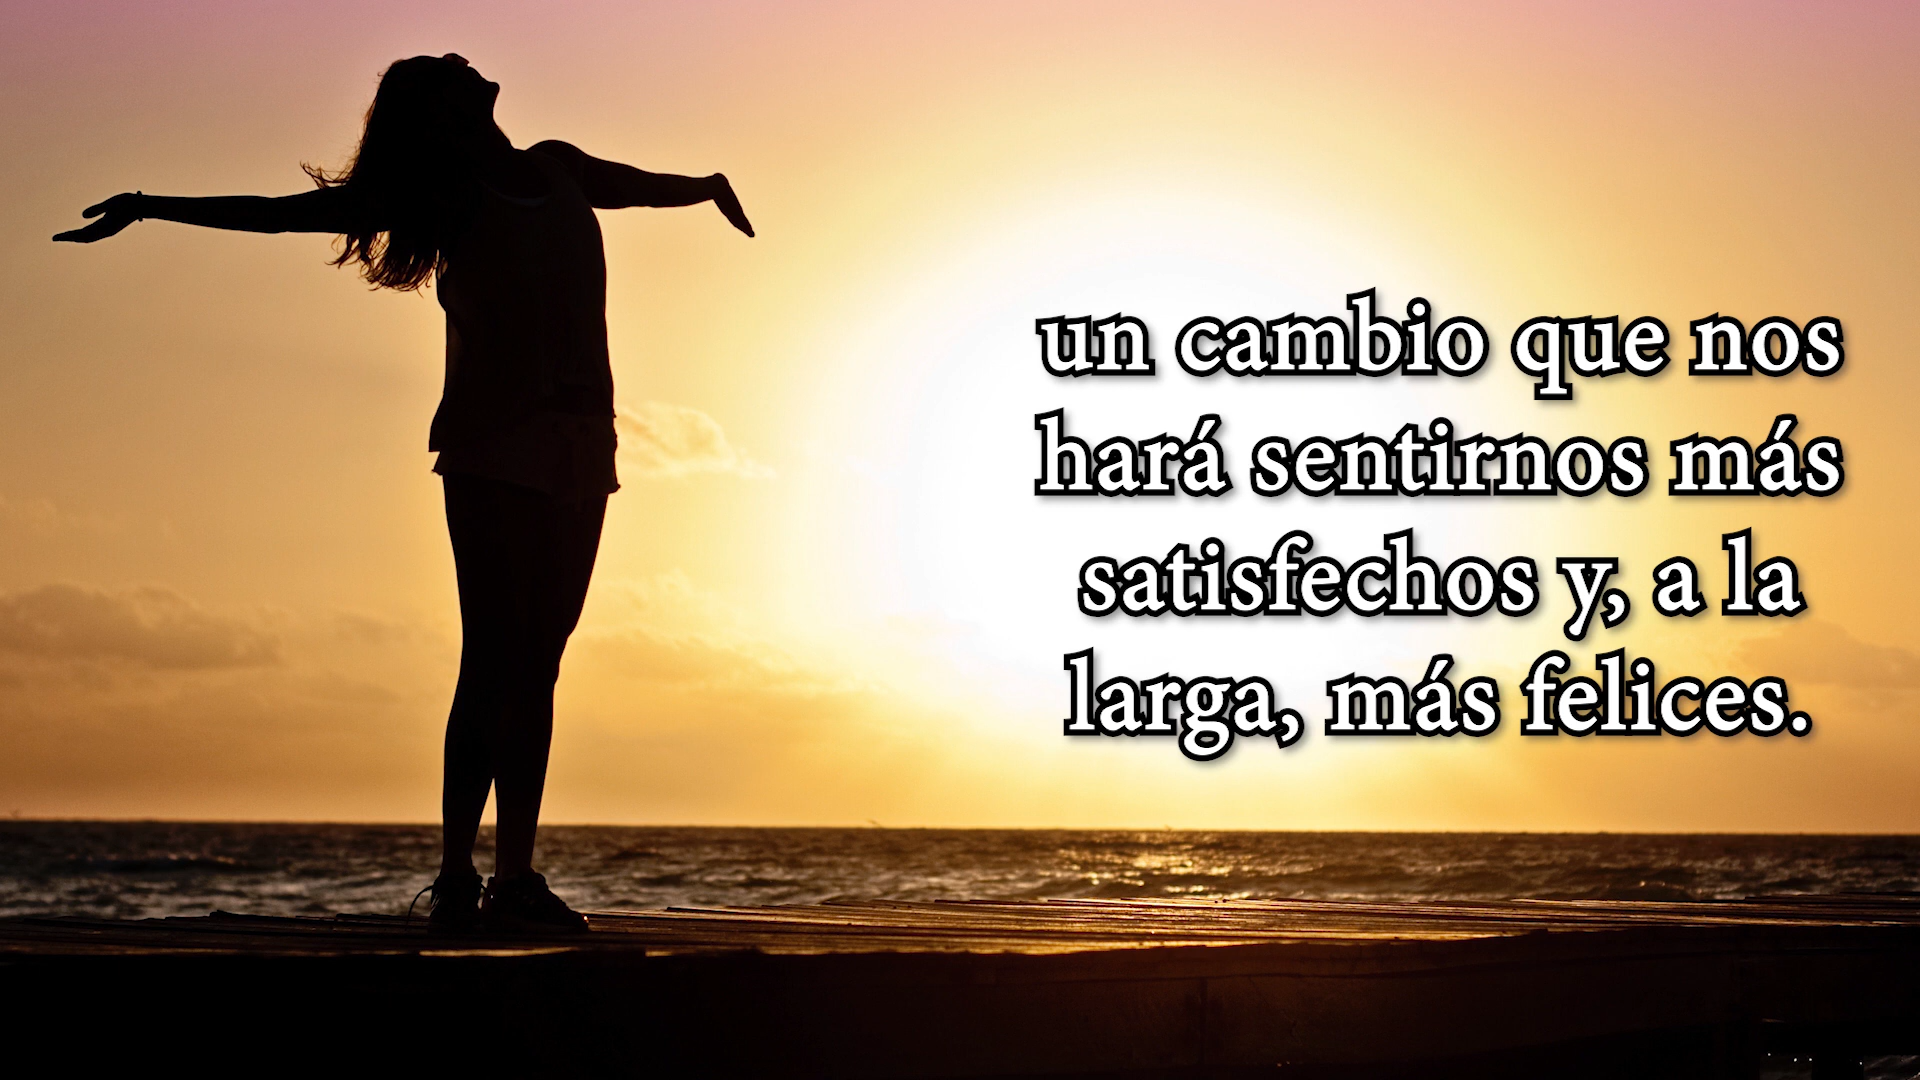 un cambio que nos
hará sentirnos más
satisfechos y, a la
larga, más felices.